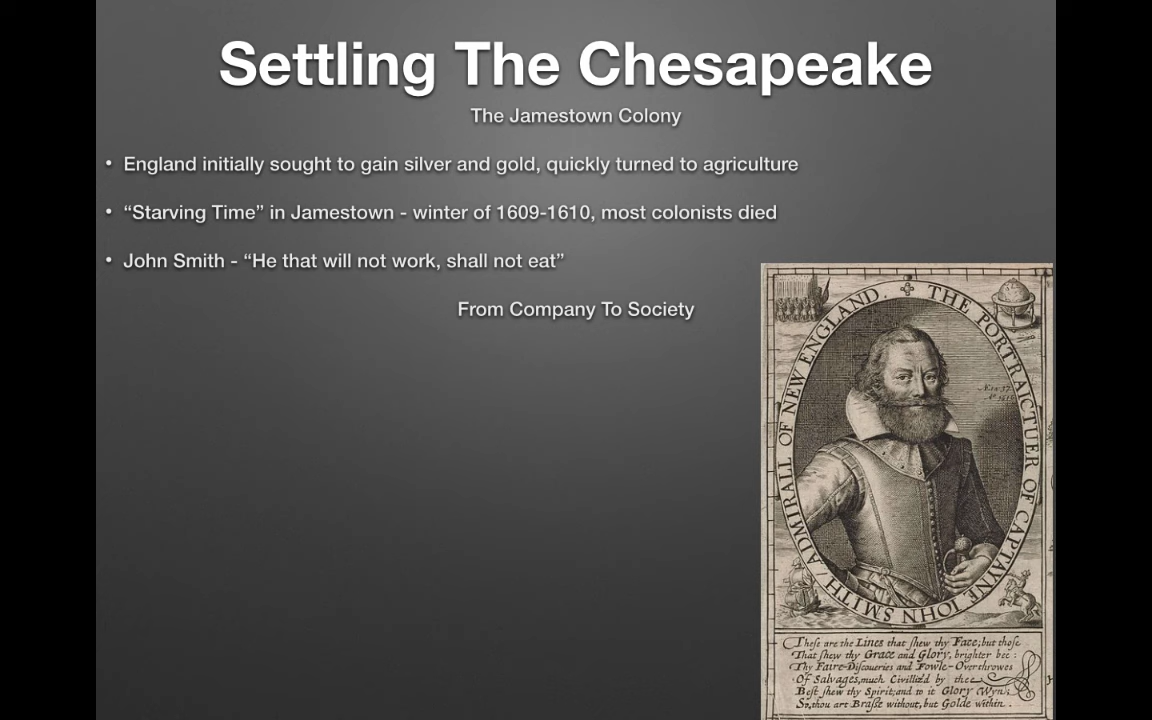 Settling The Chesapeake
The Jamestown Colony
• England initially sought to gain silver and gold, quickly turned to agriculture
• “Starving Time” in Jamestown - winter of 1609-1610, most colonists died
• John Smith - “He that will not work, shall not eat”
From Company To Society
THE PORTRAICTUER OF CAPTAYNE IOHN SMITH / ADMIRALL OF NEW ENGLAND.
These are the Lines that shew thy Face; but those
That shew thy Grace and Glory, brighter bee:
Thy Faire-Discoueries and Fowle-Overthrowes
Of Salvages, much Civilliz'd by thee
Best shew thy Spirit; and to it Glory Wyn;
So, thou art Brasse without, but Golde within.